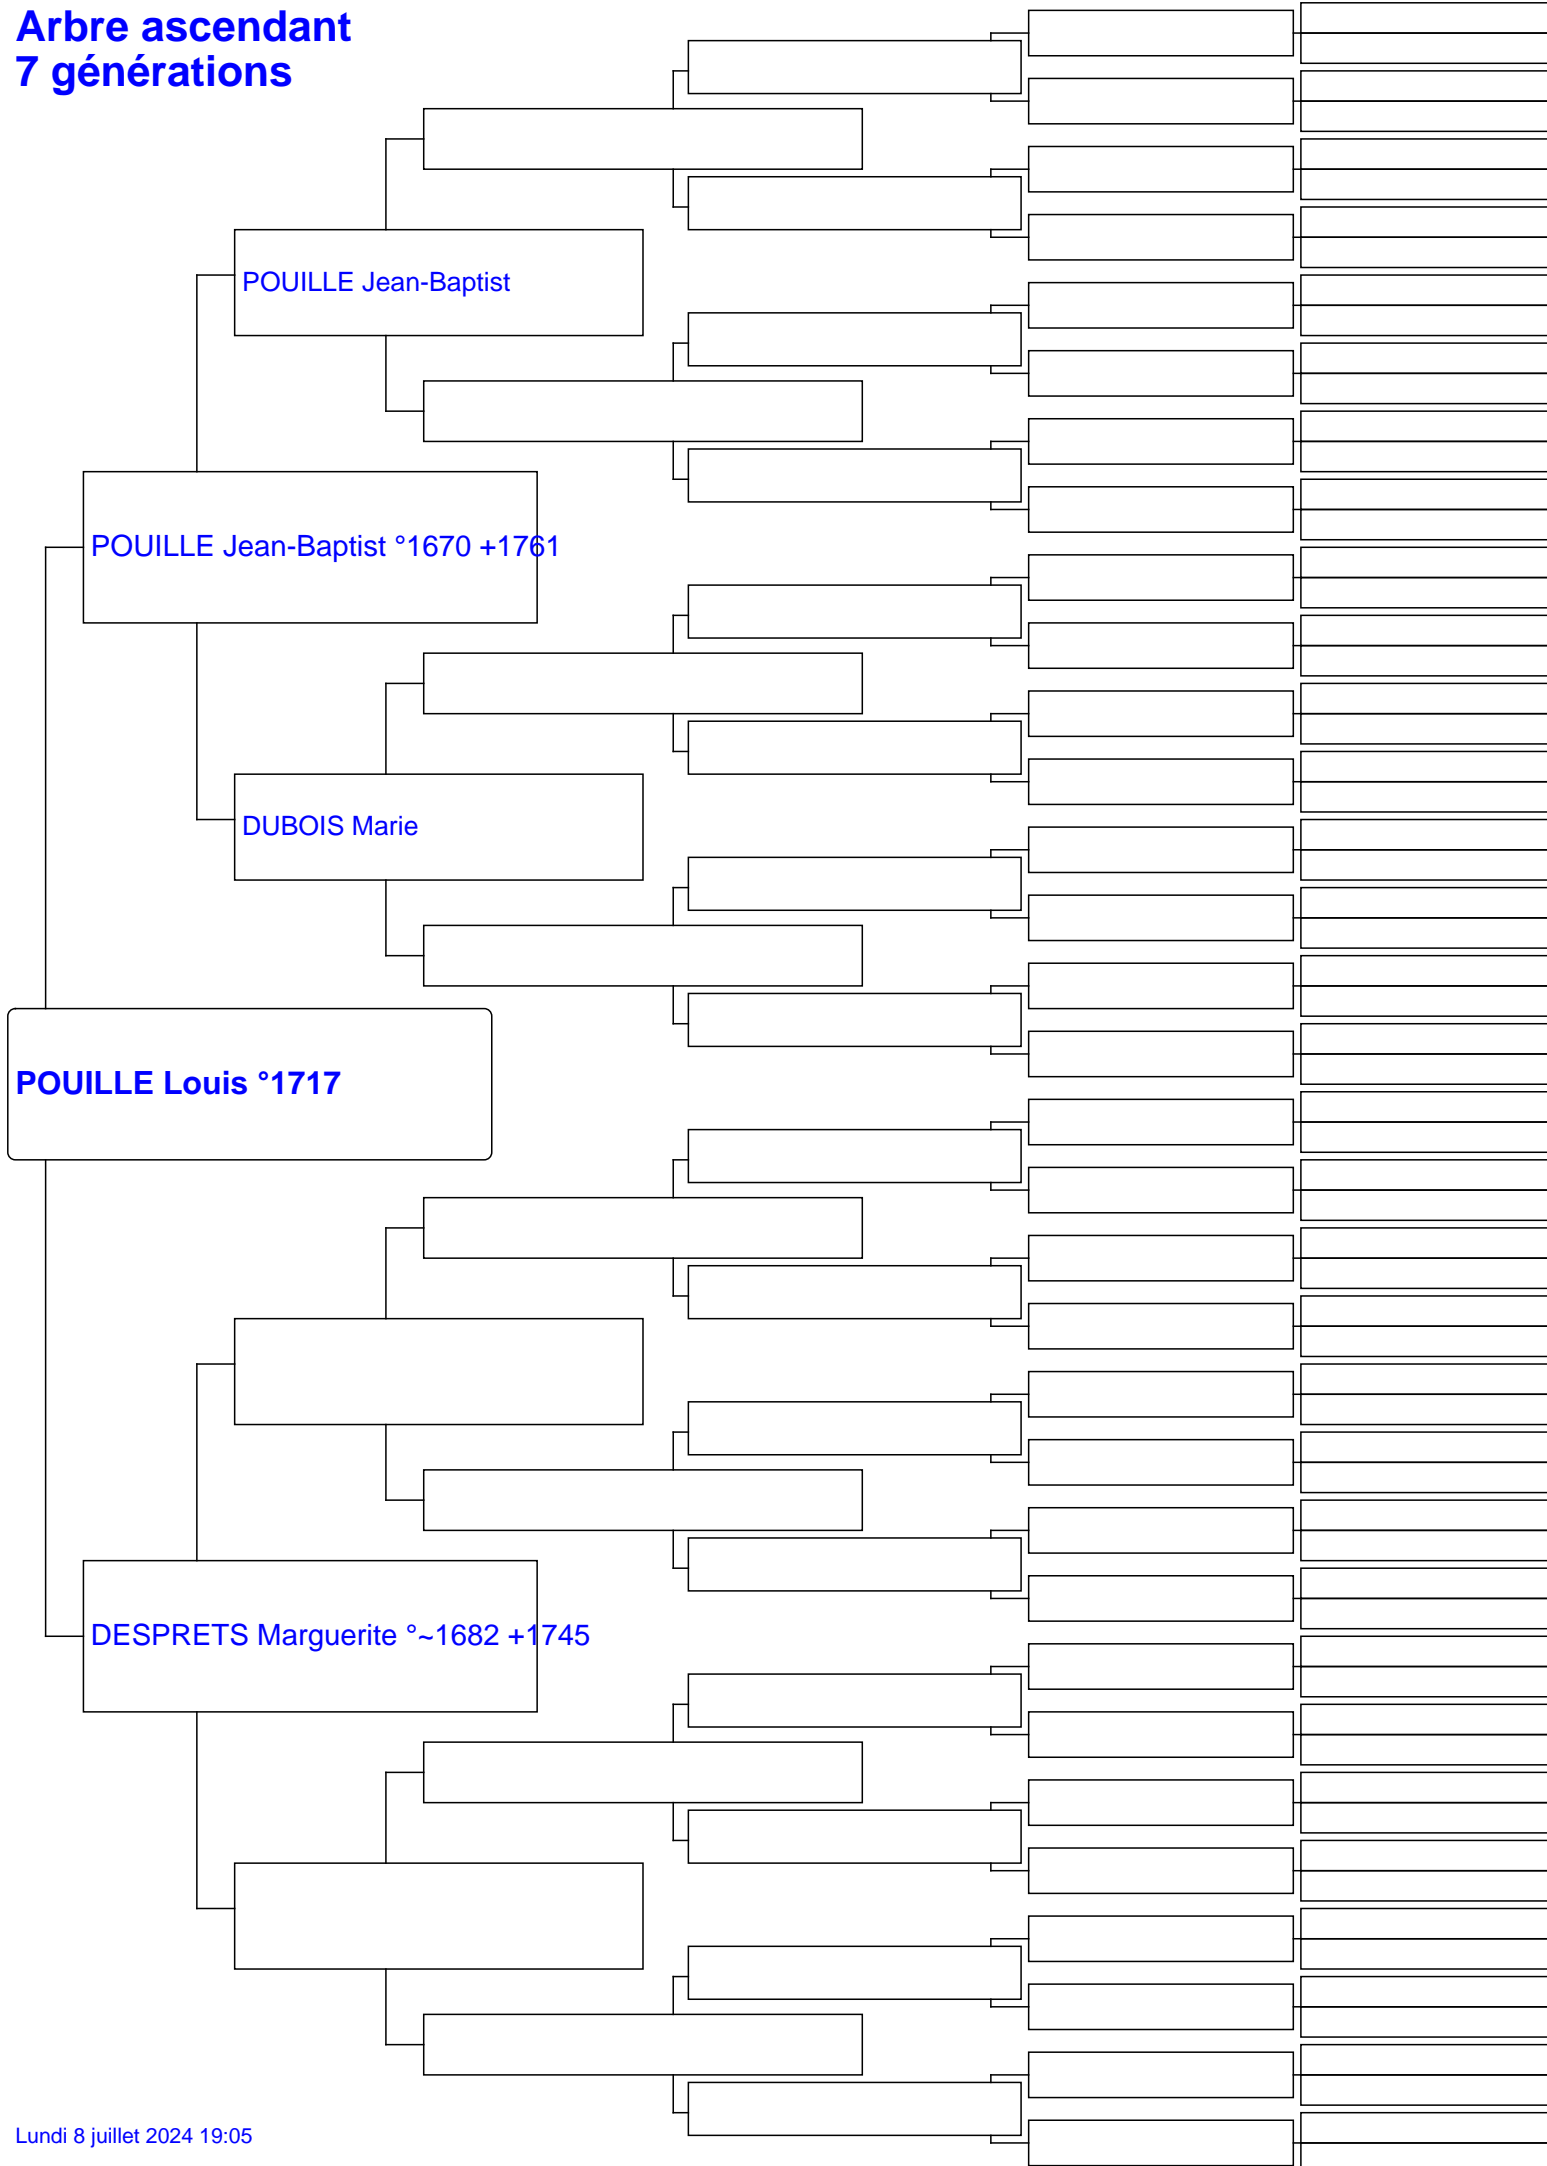 Arbre ascendant
7 générations
POUILLE Jean-Baptist
POUILLE Jean-Baptist °1670 +1761
DUBOIS Marie
POUILLE Louis °1717
DESPRETS Marguerite °~1682 +1745
Lundi 8 juillet 2024 19:05